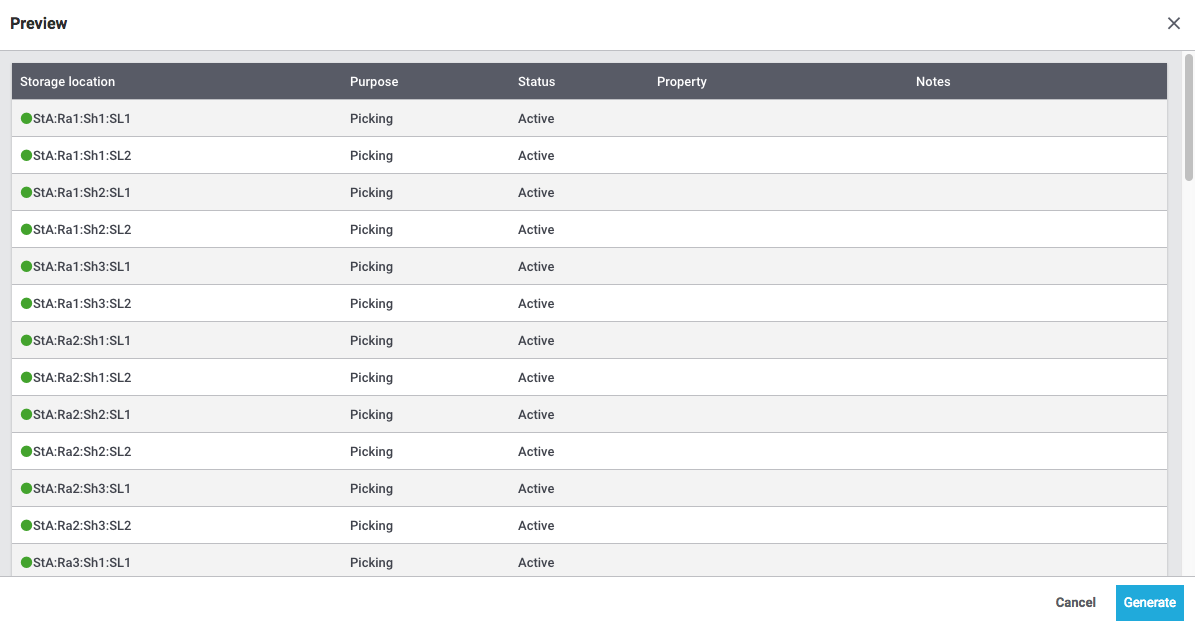 Preview
Storage location Purpose Status Property Notes
StA:Ra1:Sh1:SL1 Picking Active
StA:Ra1:Sh1:SL2 Picking Active
StA:Ra1:Sh2:SL1 Picking Active
StA:Ra1:Sh2:SL2 Picking Active
StA:Ra1:Sh3:SL1 Picking Active
StA:Ra1:Sh3:SL2 Picking Active
StA:Ra2:Sh1:SL1 Picking Active
StA:Ra2:Sh1:SL2 Picking Active
StA:Ra2:Sh2:SL1 Picking Active
StA:Ra2:Sh2:SL2 Picking Active
StA:Ra2:Sh3:SL1 Picking Active
StA:Ra2:Sh3:SL2 Picking Active
StA:Ra3:Sh1:SL1 Picking Active
Cancel Generate